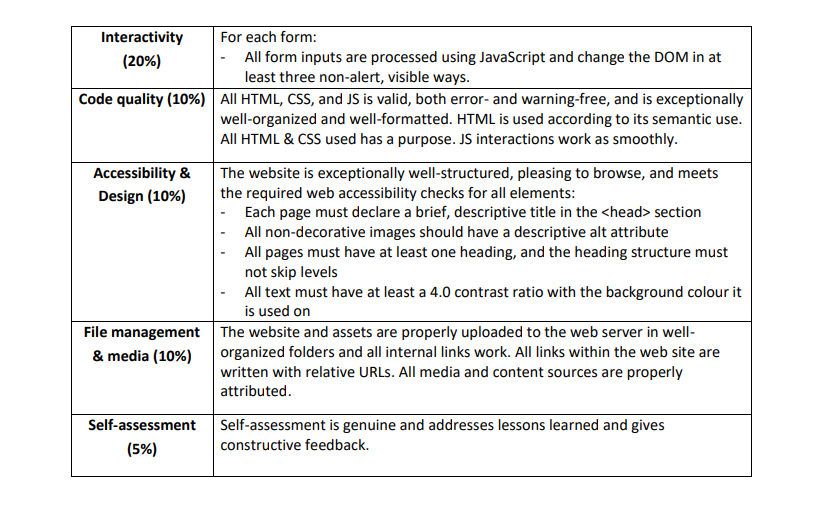 Interactivity
(20%)
For each form:
- All form inputs are processed using JavaScript and change the DOM in at
least three non-alert, visible ways.
Code quality (10%)
All HTML, CSS, and JS is valid, both error- and warning-free, and is exceptionally
well-organized and well-formatted. HTML is used according to its semantic use.
All HTML & CSS used has a purpose. JS interactions work as smoothly.
Accessibility &
Design (10%)
The website is exceptionally well-structured, pleasing to browse, and meets
the required web accessibility checks for all elements:
- Each page must declare a brief, descriptive title in the <head> section
- All non-decorative images should have a descriptive alt attribute
- All pages must have at least one heading, and the heading structure must
not skip levels
- All text must have at least a 4.0 contrast ratio with the background colour it
is used on
File management
& media (10%)
The website and assets are properly uploaded to the web server in well-
organized folders and all internal links work. All links within the web site are
written with relative URLs. All media and content sources are properly
attributed.
Self-assessment
(5%)
Self-assessment is genuine and addresses lessons learned and gives
constructive feedback.